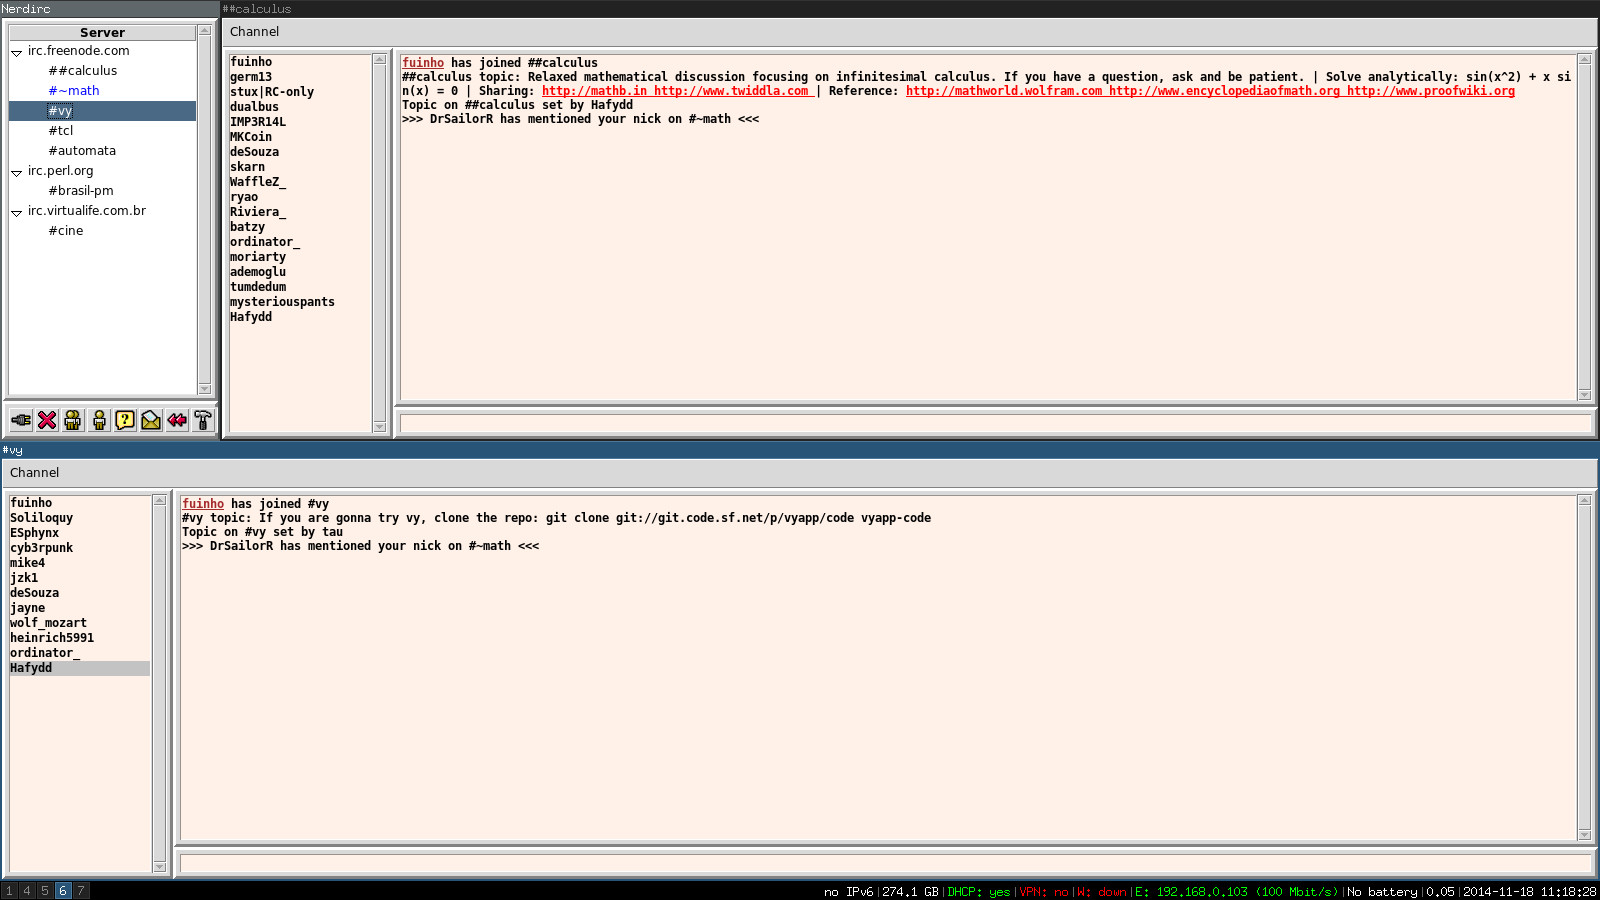 Nerdirc
Server
irc.freenode.com
##calculus
#~math
#vy
#tcl
#automata
irc.perl.org
#brasil-pm
irc.virtualife.com.br
#cine
##calculus
Channel
fuinho
germ13
stux|RC-only
dualbus
IMP3R14L
MKCoin
deSouza
skarn
WaffleZ_
ryao
Riviera_
batzy
ordinator_
moriarty
ademoglu
tumdedum
mysteriouspants
Hafydd
fuinho has joined ##calculus
##calculus topic: Relaxed mathematical discussion focusing on infinitesimal calculus. If you have a question, ask and be patient. | Solve analytically: sin(x^2) + x si
n(x) = 0 | Sharing: http://mathb.in http://www.twiddla.com | Reference: http://mathworld.wolfram.com http://www.encyclopediaofmath.org http://www.proofwiki.org
Topic on ##calculus set by Hafydd
>>> DrSailorR has mentioned your nick on #~math <<<
#vy
Channel
fuinho
Soliloquy
ESphynx
cyb3rpunk
mike4
jzk1
deSouza
jayne
wolf_mozart
heinrich5991
ordinator_
Hafydd
fuinho has joined #vy
#vy topic: If you are gonna try vy, clone the repo: git clone git://git.code.sf.net/p/vyapp/code vyapp-code
Topic on #vy set by tau
>>> DrSailorR has mentioned your nick on #~math <<<
1 4 5 6 7
no IPv6|274.1 GB|DHCP: yes|VPN: no|W: down|E: 192.168.0.103 (100 Mbit/s)|No battery|0.05|2014-11-18 11:18:28